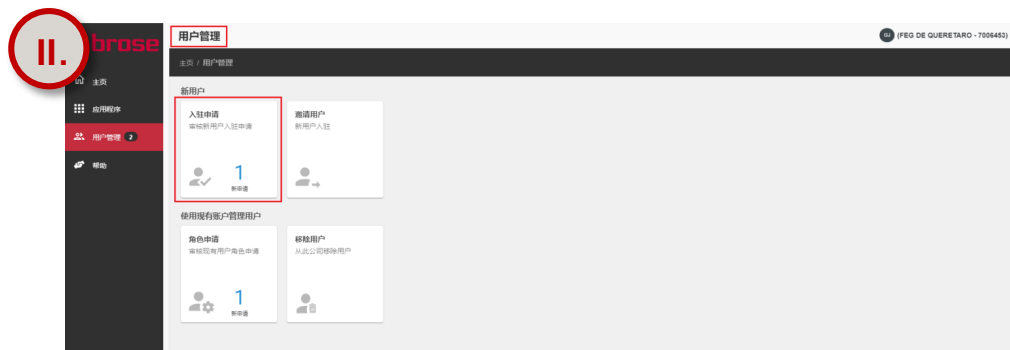 II.
brose
用户管理
GJ (FEG DE QUERETARO - 7006453)
主页 / 用户管理
主页
应用程序
用户管理 2
帮助
新用户
入驻申请
审核新用户入驻申请
1
新申请
邀请用户
新用户入驻
使用现有账户管理用户
角色申请
审核现有用户角色申请
1
新申请
移除用户
从此公司移除用户